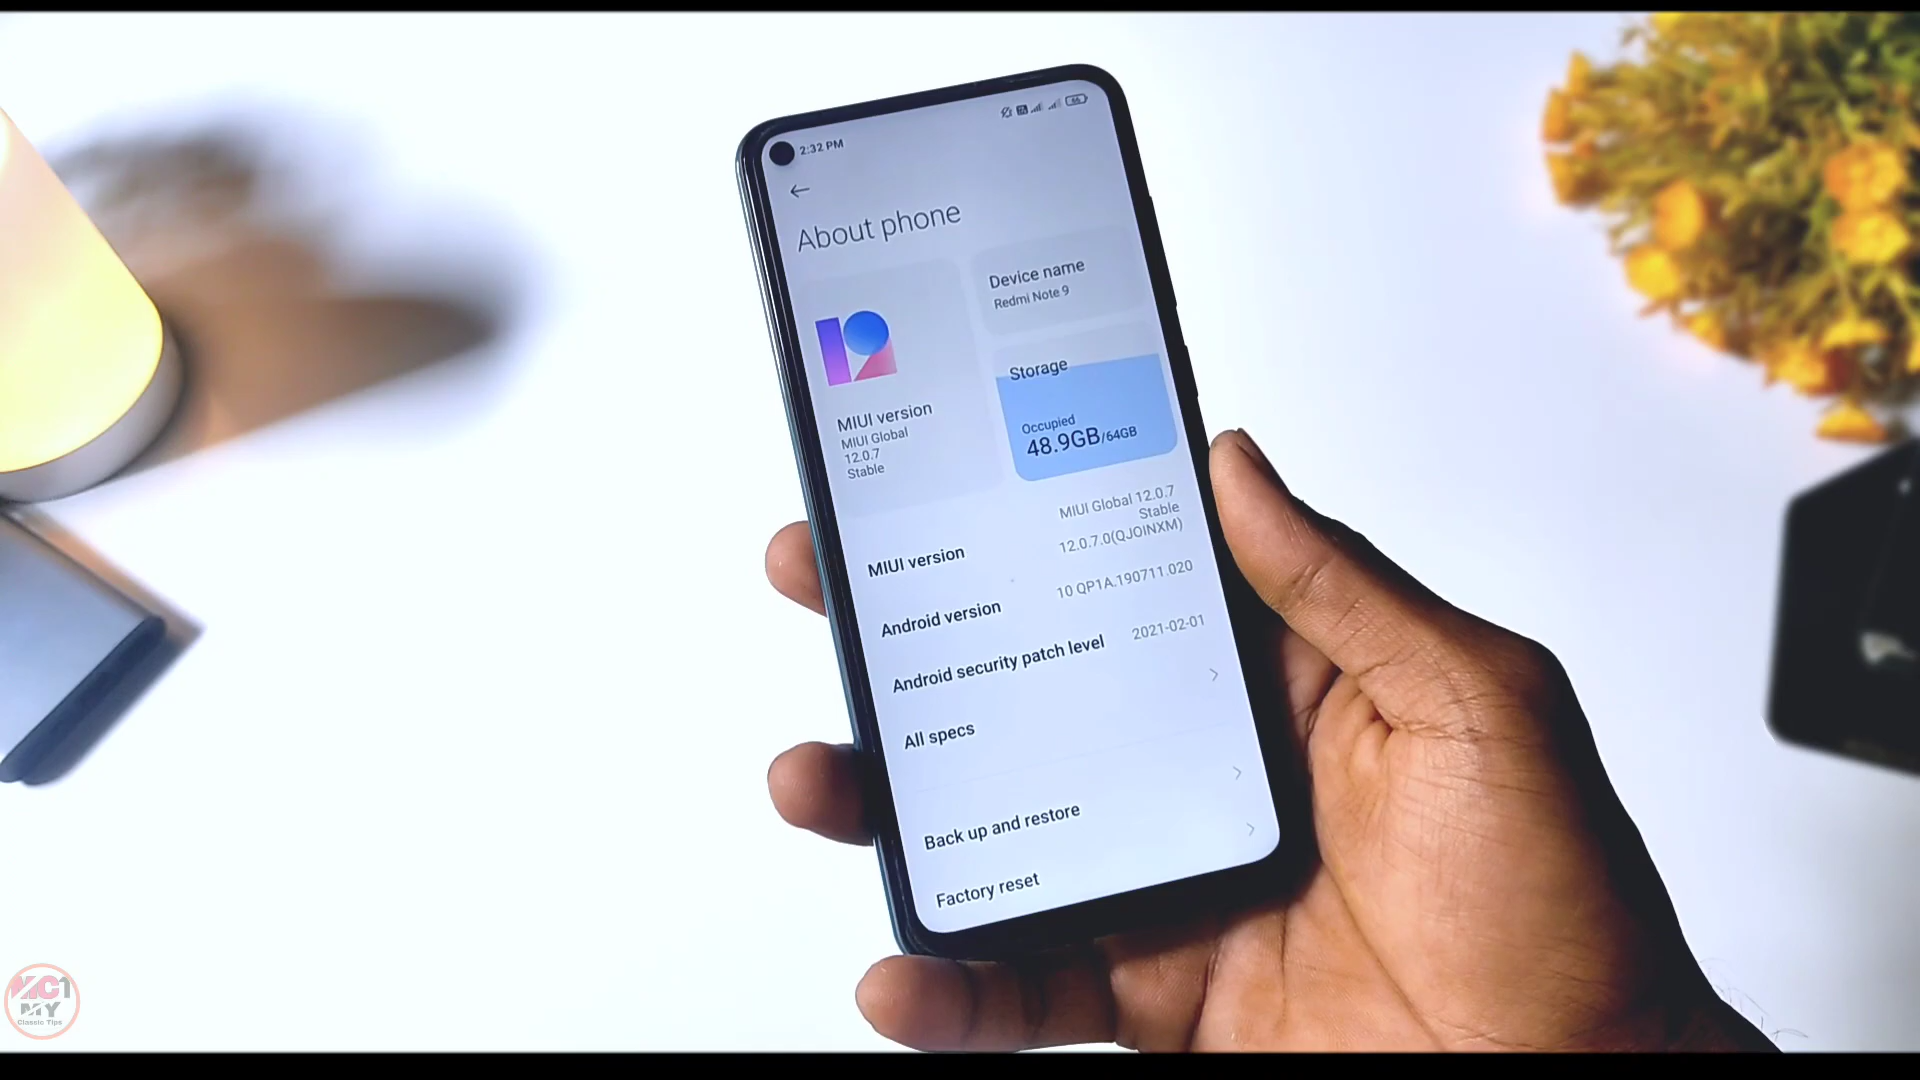 2:32 PM
About phone
Device name
Redmi Note 9
MIUI version
MIUI Global
12.0.7
Stable
Storage
Occupied
48.9GB/64GB
MIUI version
MIUI Global 12.0.7
Stable
12.0.7.0(QJOINXM)
Android version
10 QP1A.190711.020
Android security patch level
2021-02-01
All specs
Back up and restore
Factory reset
MY
Classic Tips